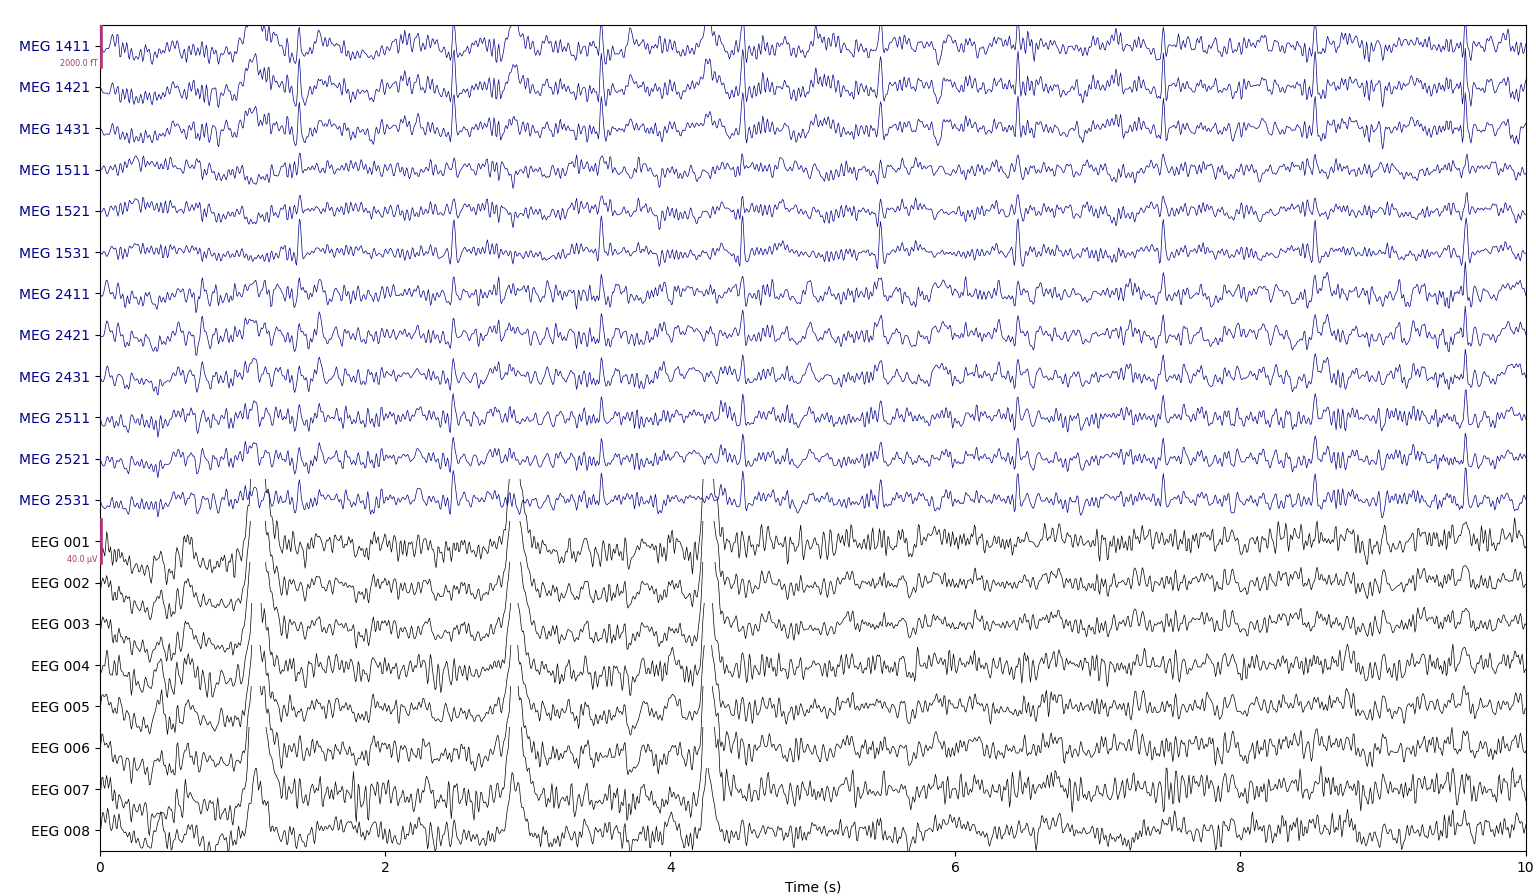 MEG 1411
2000.0 fT
MEG 1421
MEG 1431
MEG 1511
MEG 1521
MEG 1531
MEG 2411
MEG 2421
MEG 2431
MEG 2511
MEG 2521
MEG 2531
EEG 001
40.0 µV
EEG 002
EEG 003
EEG 004
EEG 005
EEG 006
EEG 007
EEG 008
0 2 4 6 8 10
Time (s)